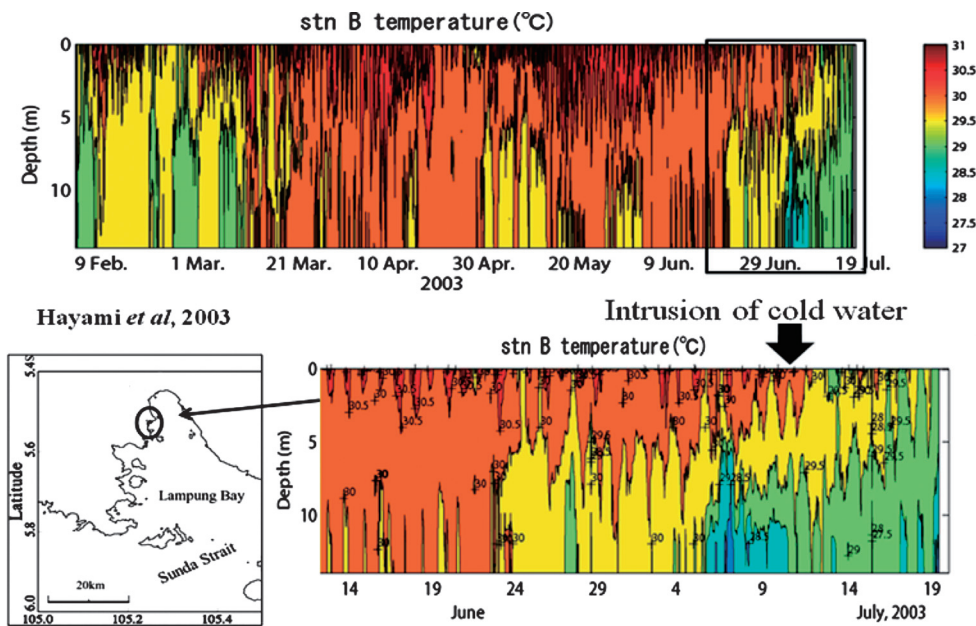 stn B temperature (°C)
0
5
10
Depth (m)
9 Feb. 1 Mar. 21 Mar. 10 Apr. 30 Apr. 20 May 9 Jun. 29 Jun. 19 Jul.
2003
31
30.5
30
29.5
29
28.5
28
27.5
27
Hayami et al, 2003
Intrusion of cold water
5.4S
5.6
5.8
6.0
Latitude
Lampung Bay
Sunda Strait
20km
105.0 105.2 105.4
stn B temperature(°C)
0
5
10
Depth (m)
14 19 24 29 4 9 14 19
June July, 2003